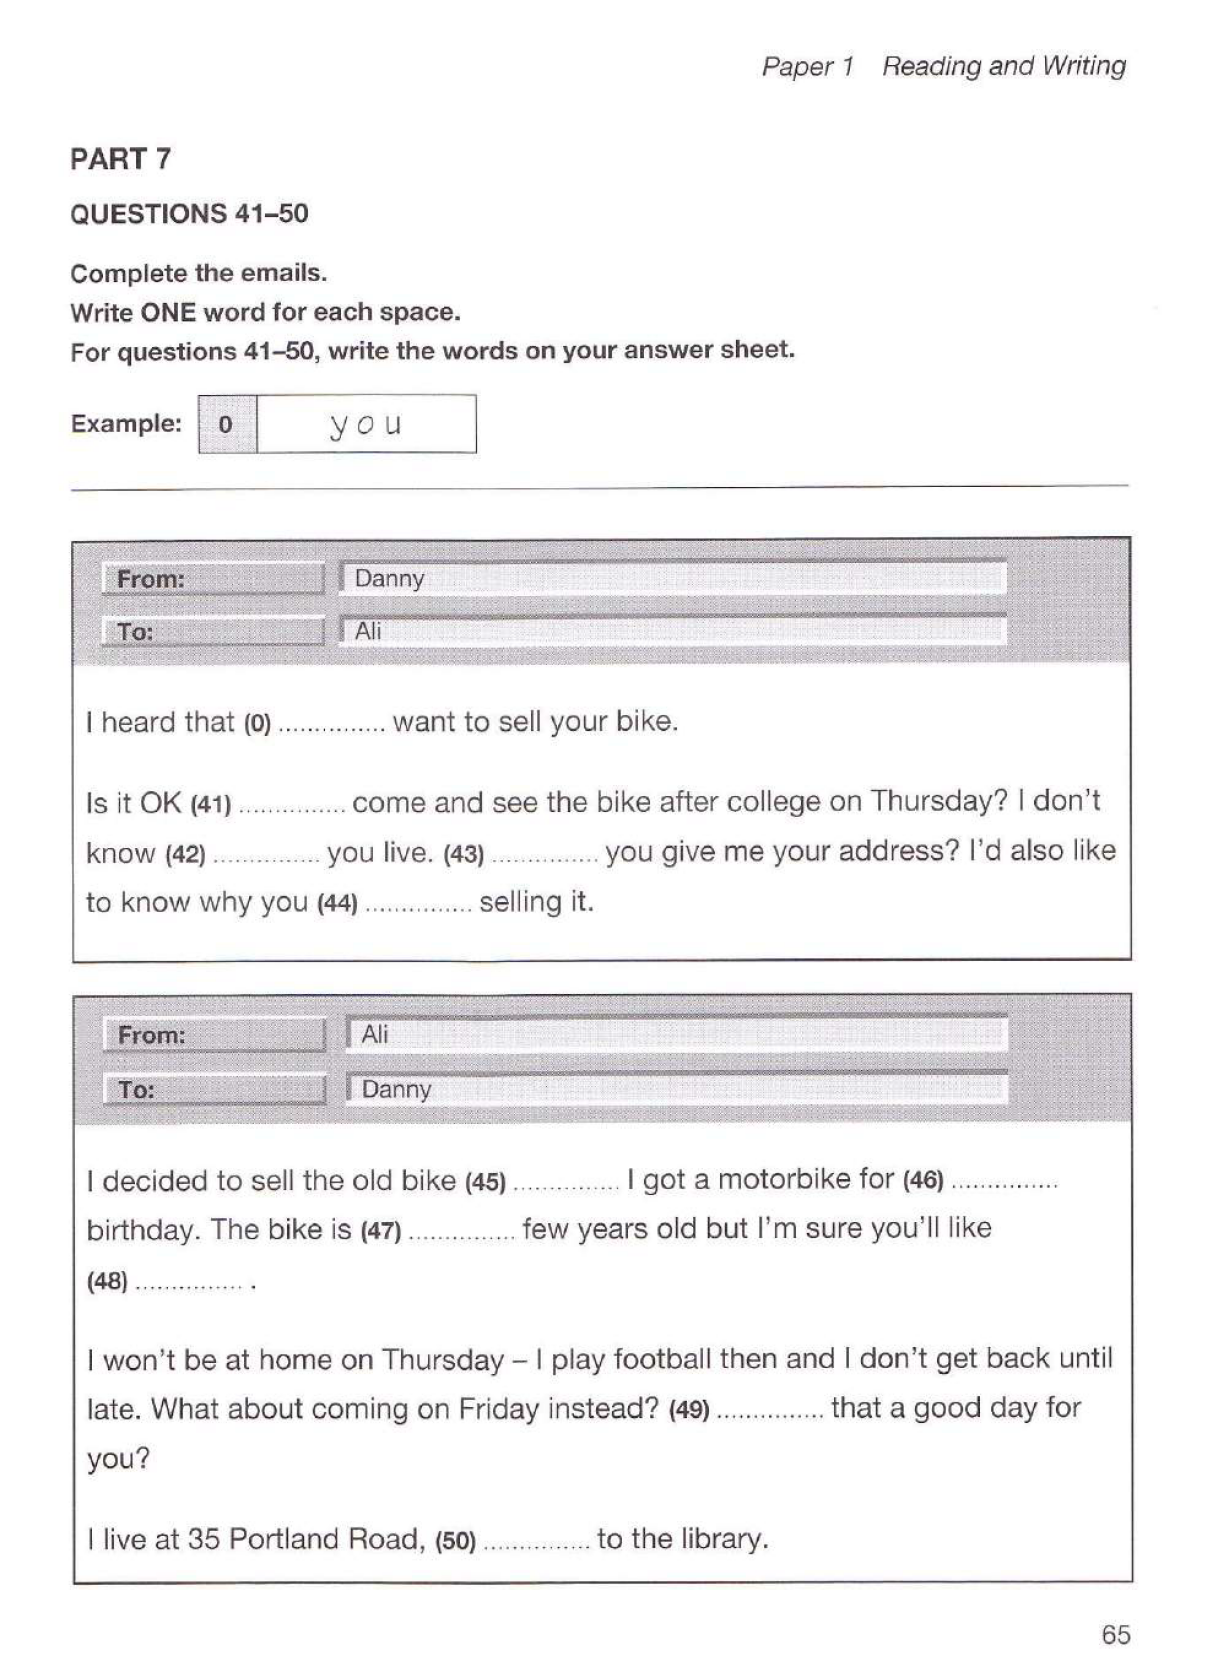 Paper 1 Reading and Writing
PART 7
QUESTIONS 41–50
Complete the emails.
Write ONE word for each space.
For questions 41–50, write the words on your answer sheet.
Example: 0 you
From: Danny
To: Ali
I heard that (0) ............... want to sell your bike.
Is it OK (41) ............... come and see the bike after college on Thursday? I don't
know (42) ............... you live. (43) ............... you give me your address? I'd also like
to know why you (44) ............... selling it.
From: Ali
To: Danny
I decided to sell the old bike (45) ............... I got a motorbike for (46) ...............
birthday. The bike is (47) ............... few years old but I'm sure you'll like
(48) ............... .
I won't be at home on Thursday – I play football then and I don't get back until
late. What about coming on Friday instead? (49) ............... that a good day for
you?
I live at 35 Portland Road, (50) ............... to the library.
65